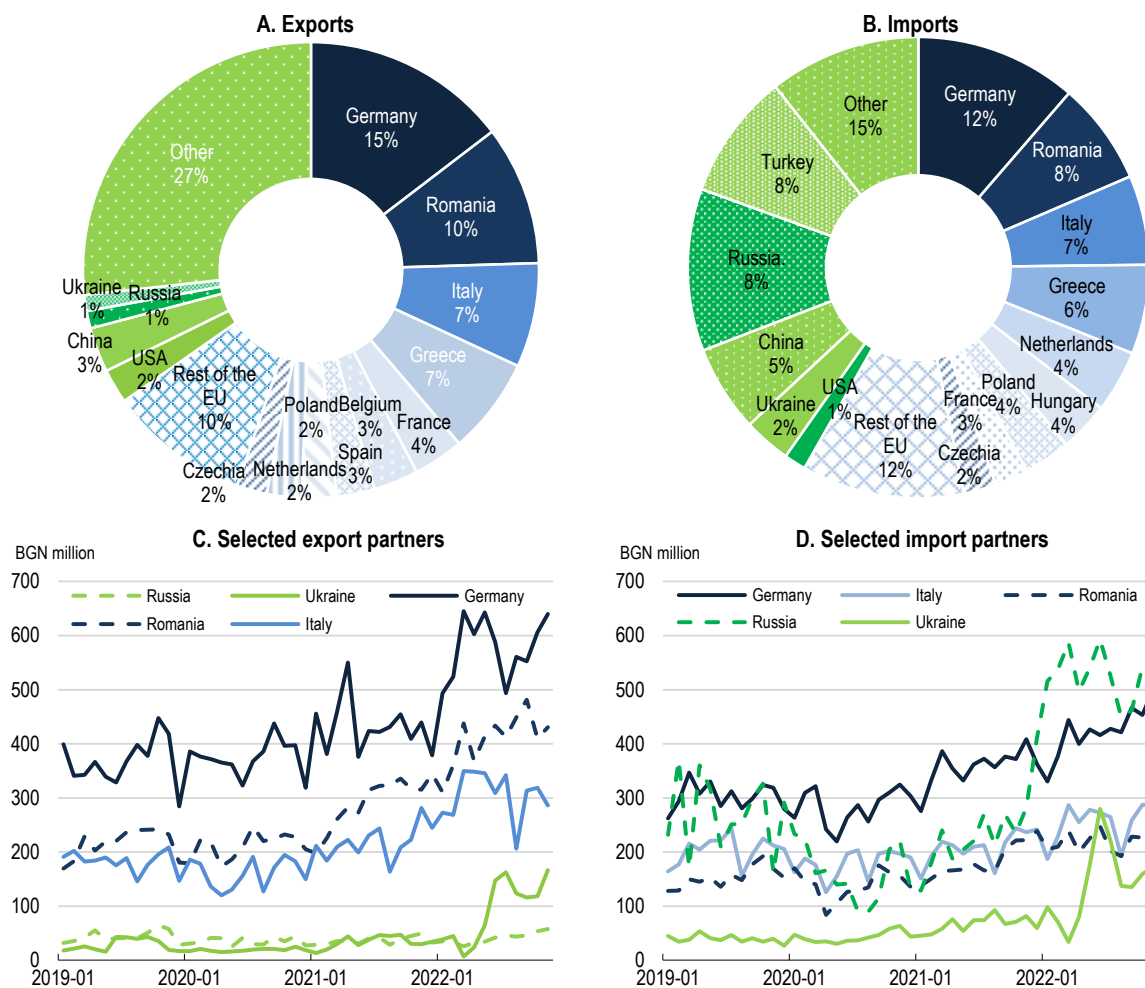 A. Exports
Germany
15%
Romania
10%
Italy
7%
Greece
7%
France
4%
Belgium
3%
Spain
3%
Poland
2%
Netherlands
2%
Czechia
2%
Rest of the
EU
10%
USA
2%
China
3%
Russia
1%
Ukraine
1%
Other
27%
B. Imports
Germany
12%
Romania
8%
Italy
7%
Greece
6%
Netherlands
4%
Hungary
4%
Poland
4%
France
3%
Czechia
2%
Rest of the
EU
12%
USA
1%
Ukraine
2%
China
5%
Russia.
8%
Turkey
8%
Other
15%
C. Selected export partners
BGN million
700
600
500
400
300
200
100
0
Russia
Ukraine
Germany
Romania
Italy
2019-01
2020-01
2021-01
2022-01
D. Selected import partners
BGN million
700
600
500
400
300
200
100
0
Germany
Italy
Romania
Russia
Ukraine
2019-01
2020-01
2021-01
2022-01